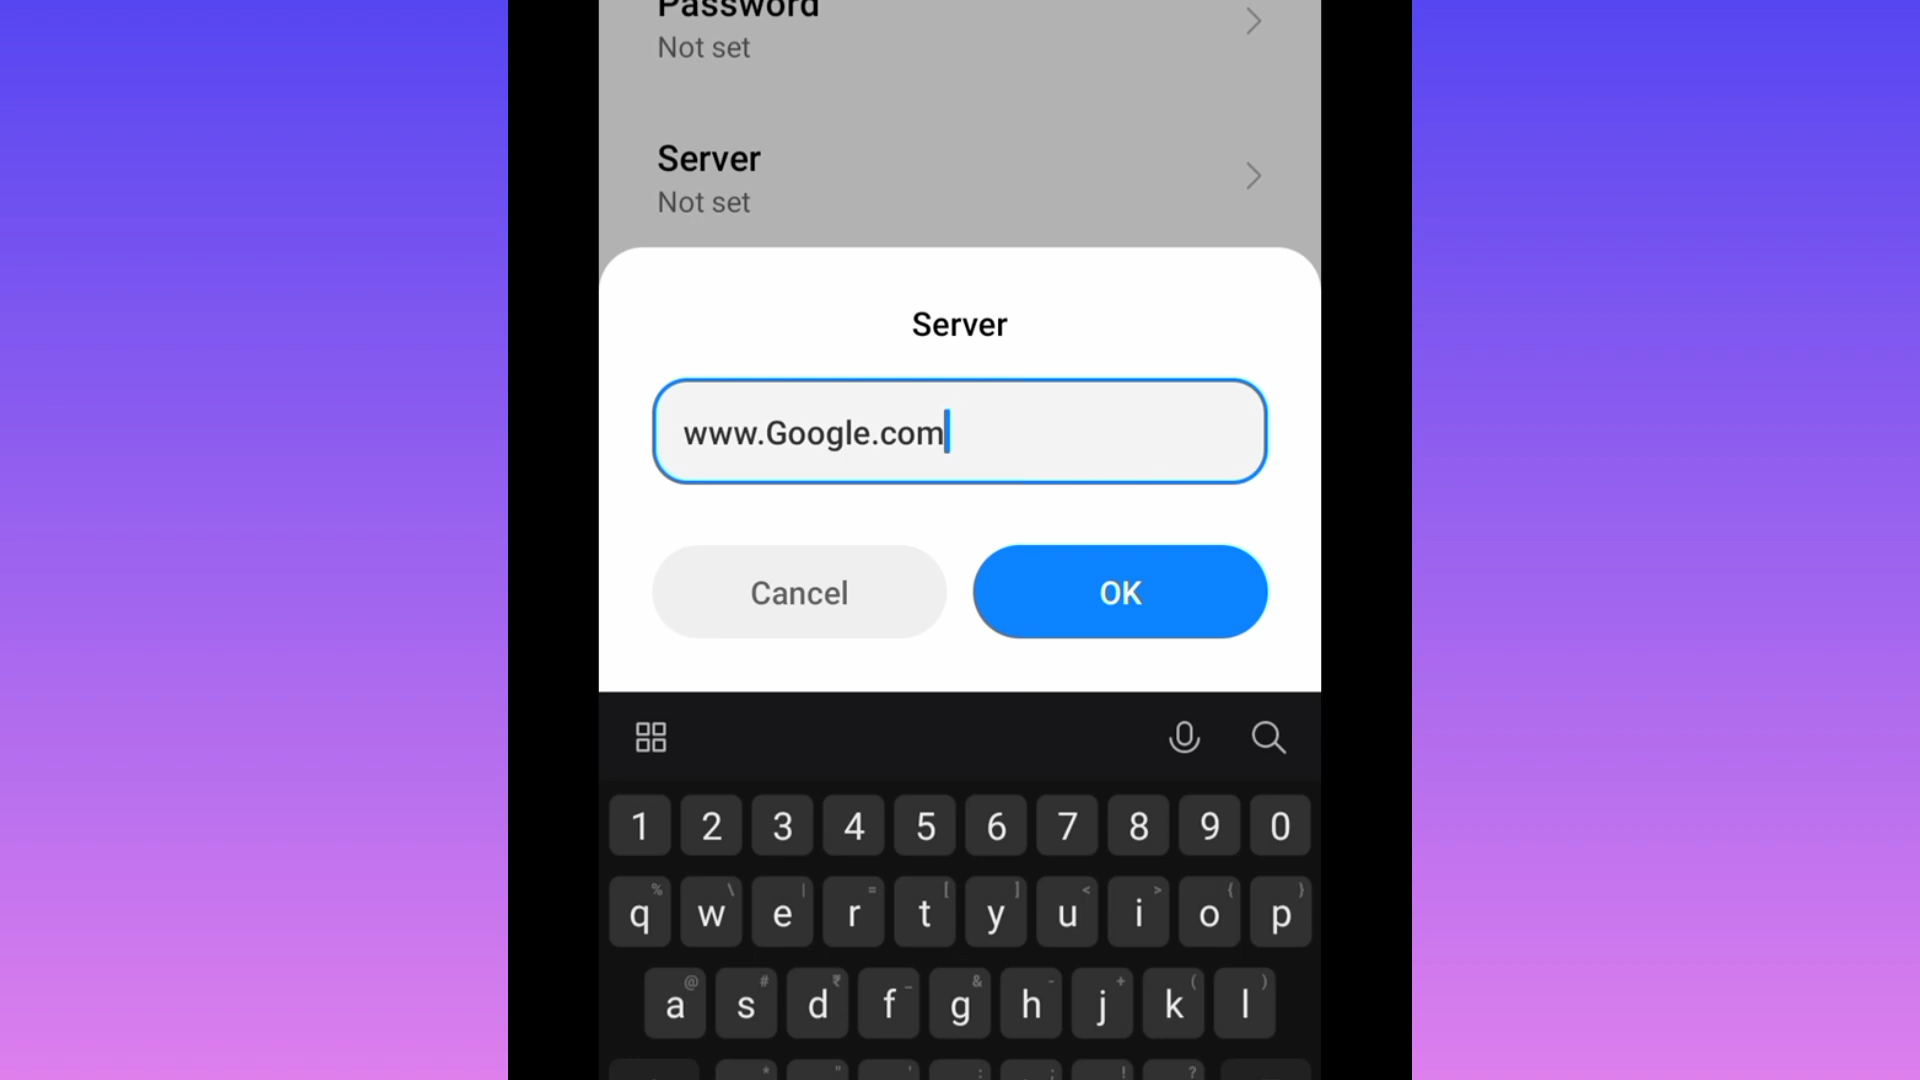 Password
Not set
Server
Not set
Server
www.Google.com
Cancel
OK
1 2 3 4 5 6 7 8 9 0
% \ | = [ ] < > { }
q w e r t y u i o p
@ # ₹ _ & - + ( )
a s d f g h j k l
* " ' : ; ! ?